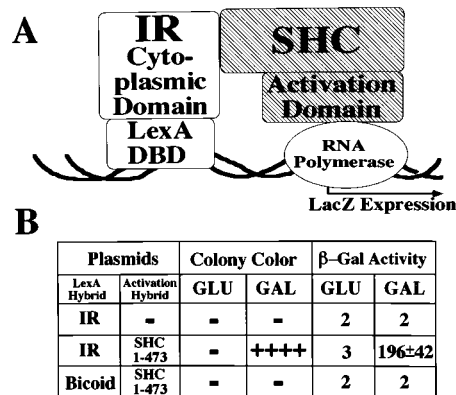 A
IR
Cyto-
plasmic
Domain
LexA
DBD
SHC
Activation
Domain
RNA
Polymerase
LacZ Expression
B
Plasmids Colony Color β-Gal Activity
LexA Hybrid Activation Hybrid GLU GAL GLU GAL
IR - - - 2 2
IR SHC 1-473 - ++++ 3 196±42
Bicoid SHC 1-473 - - 2 2